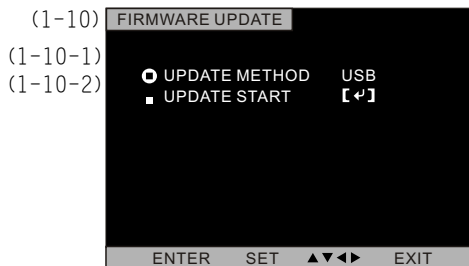 (1-10) FIRMWARE UPDATE
(1-10-1)
UPDATE METHOD USB
(1-10-2)
UPDATE START [↵]
ENTER SET ▲▼◀▶ EXIT